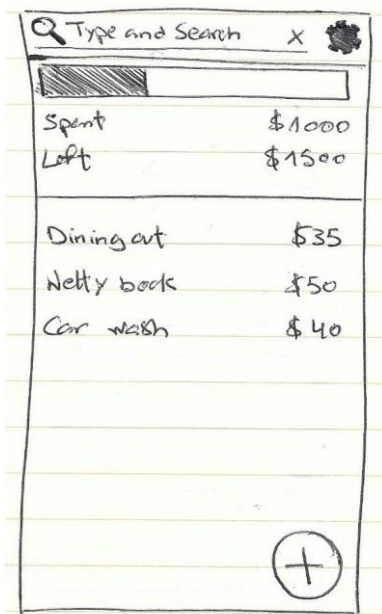 Type and Search X
Spent $1000
Left $1500
Dining out $35
Netty book $50
Car wash $40
+